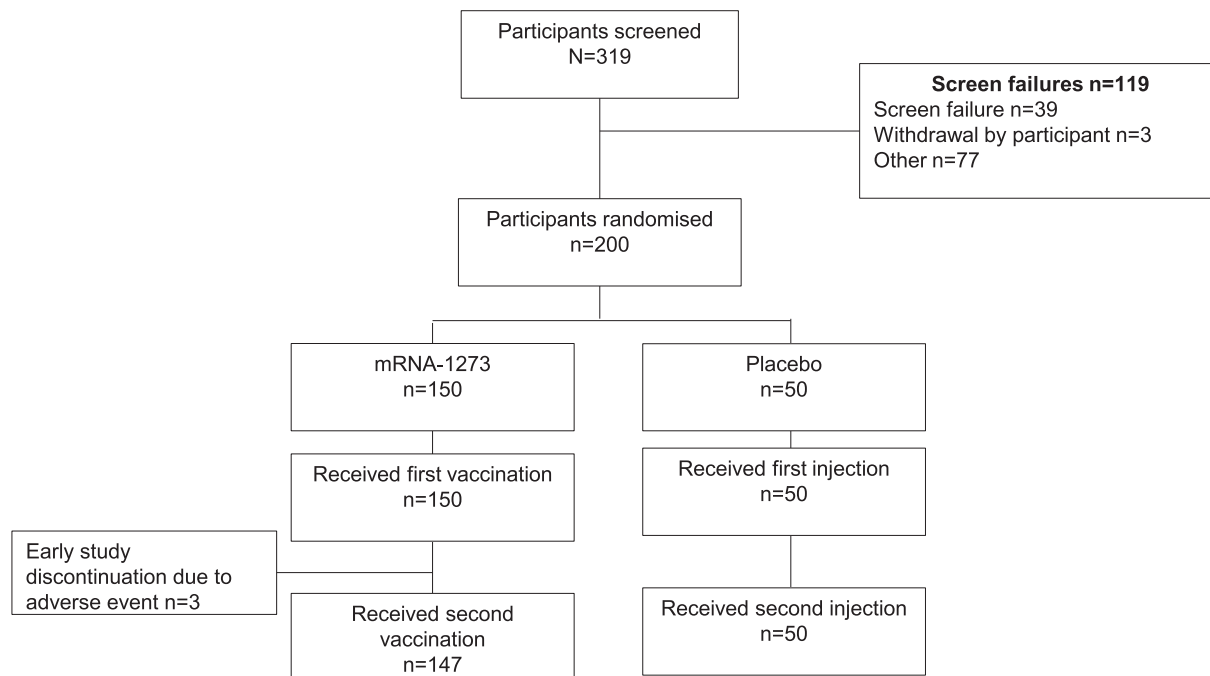 Participants screened
N=319
Screen failures n=119
Screen failure n=39
Withdrawal by participant n=3
Other n=77
Participants randomised
n=200
mRNA-1273
n=150
Placebo
n=50
Received first vaccination
n=150
Received first injection
n=50
Early study
discontinuation due to
adverse event n=3
Received second
vaccination
n=147
Received second injection
n=50